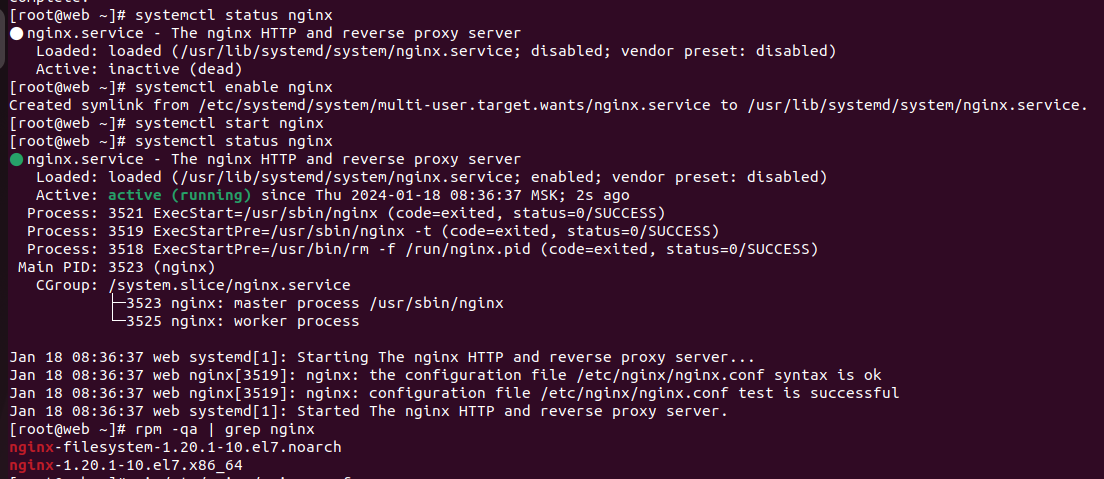 [root@web ~]# systemctl status nginx
● nginx.service - The nginx HTTP and reverse proxy server
   Loaded: loaded (/usr/lib/systemd/system/nginx.service; disabled; vendor preset: disabled)
   Active: inactive (dead)
[root@web ~]# systemctl enable nginx
Created symlink from /etc/systemd/system/multi-user.target.wants/nginx.service to /usr/lib/systemd/system/nginx.service.
[root@web ~]# systemctl start nginx
[root@web ~]# systemctl status nginx
● nginx.service - The nginx HTTP and reverse proxy server
   Loaded: loaded (/usr/lib/systemd/system/nginx.service; enabled; vendor preset: disabled)
   Active: active (running) since Thu 2024-01-18 08:36:37 MSK; 2s ago
  Process: 3521 ExecStart=/usr/sbin/nginx (code=exited, status=0/SUCCESS)
  Process: 3519 ExecStartPre=/usr/sbin/nginx -t (code=exited, status=0/SUCCESS)
  Process: 3518 ExecStartPre=/usr/bin/rm -f /run/nginx.pid (code=exited, status=0/SUCCESS)
 Main PID: 3523 (nginx)
   CGroup: /system.slice/nginx.service
           ├─3523 nginx: master process /usr/sbin/nginx
           └─3525 nginx: worker process
Jan 18 08:36:37 web systemd[1]: Starting The nginx HTTP and reverse proxy server...
Jan 18 08:36:37 web nginx[3519]: nginx: the configuration file /etc/nginx/nginx.conf syntax is ok
Jan 18 08:36:37 web nginx[3519]: nginx: configuration file /etc/nginx/nginx.conf test is successful
Jan 18 08:36:37 web systemd[1]: Started The nginx HTTP and reverse proxy server.
[root@web ~]# rpm -qa | grep nginx
nginx-filesystem-1.20.1-10.el7.noarch
nginx-1.20.1-10.el7.x86_64